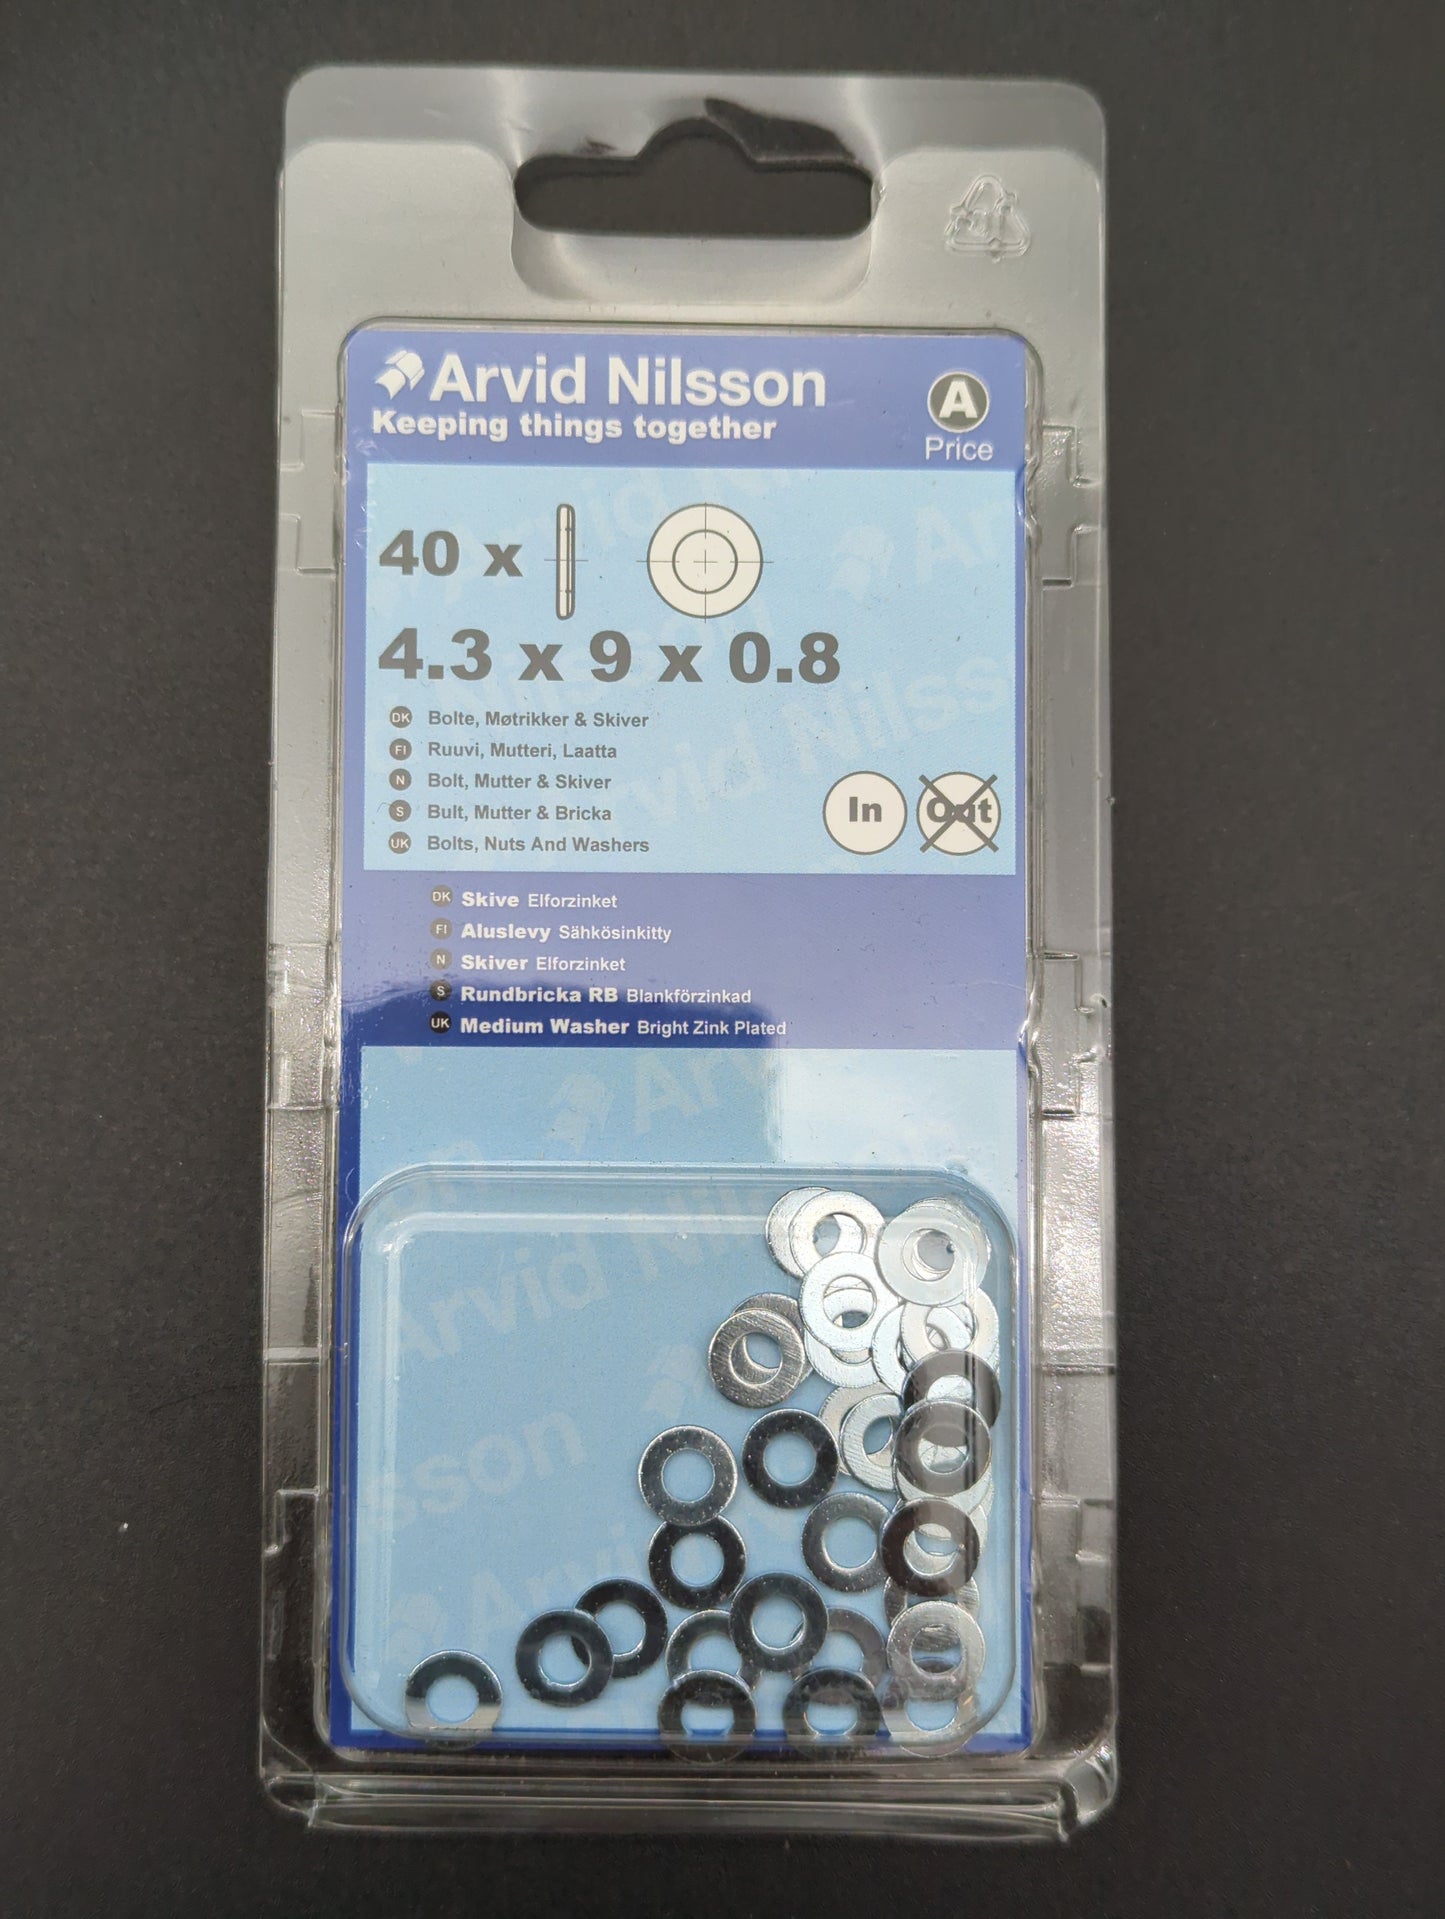 Arvid Nilsson
Keeping things together
A
Price
40 x
4.3 x 9 x 0.8
DK Bolte, Møtrikker & Skiver
FI Ruuvi, Mutteri, Laatta
N Bolt, Mutter & Skiver
S Bult, Mutter & Bricka
UK Bolts, Nuts And Washers
In Out
DK Skive Elforzinket
FI Aluslevy Sähkösinkitty
N Skiver Elforzinket
S Rundbricka RB Blankförzinkad
UK Medium Washer Bright Zink Plated